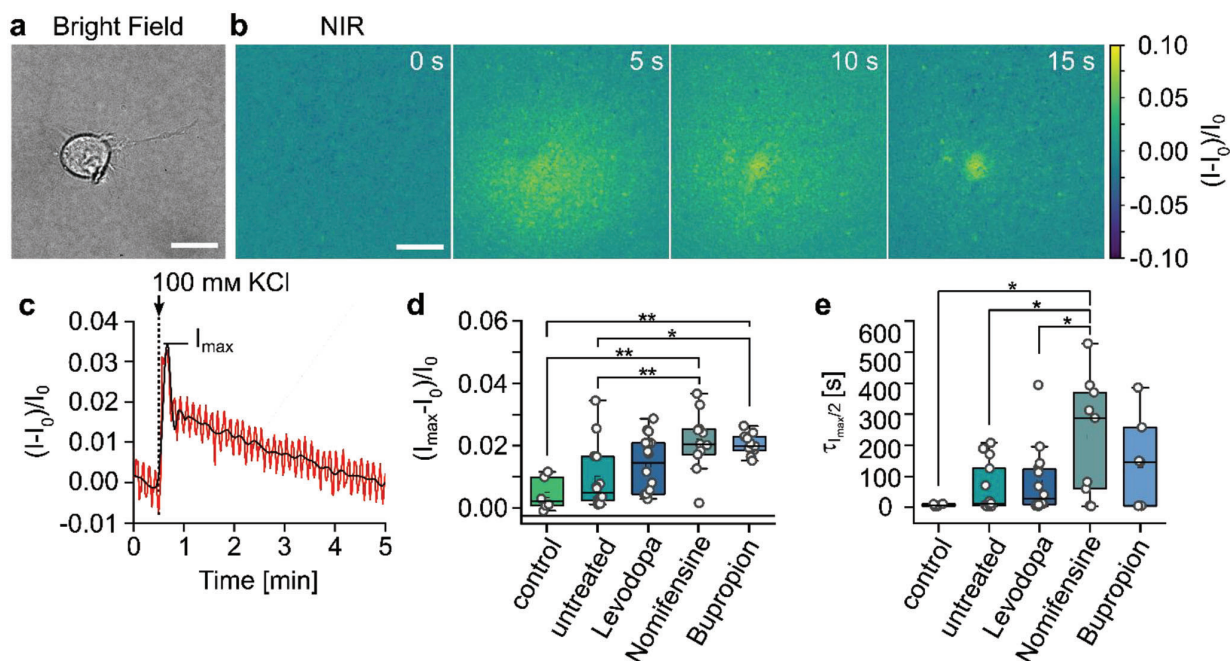 a Bright Field
b NIR
0 s
5 s
10 s
15 s
0.10
0.05
0.00
-0.05
-0.10
(I-I0)/I0
c
100 mM KCl
Imax
0.04
0.03
0.02
0.01
0.00
-0.01
(I-I0)/I0
0 1 2 3 4 5
Time [min]
d
**
*
**
**
0.06
0.04
0.02
0.00
(Imax-I0)/I0
control
untreated
Levodopa
Nomifensine
Bupropion
e
*
*
*
600
500
400
300
200
100
0
τImax/2 [s]
control
untreated
Levodopa
Nomifensine
Bupropion